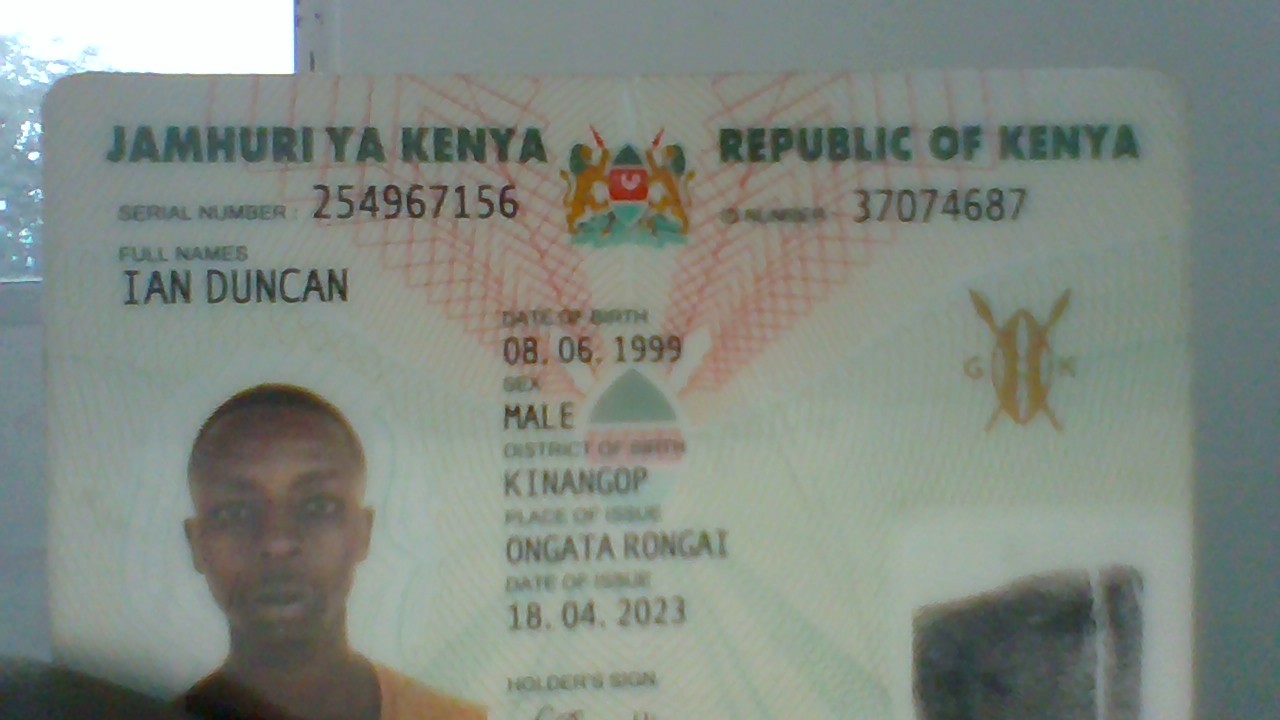 JAMHURI YA KENYA REPUBLIC OF KENYA
SERIAL NUMBER : 254967156 ID NUMBER : 37074687
FULL NAMES
IAN DUNCAN
DATE OF BIRTH
08. 06. 1999
SEX
MALE
G K
DISTRICT OF BIRTH
KINANGOP
PLACE OF ISSUE
ONGATA RONGAI
DATE OF ISSUE
18. 04. 2023
HOLDER'S SIGN.